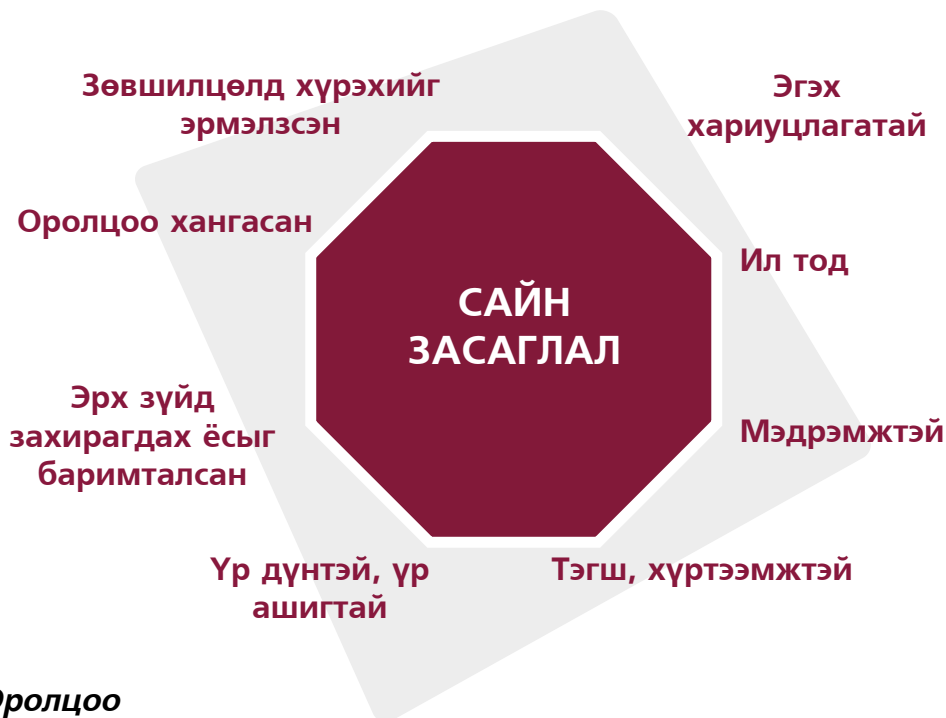 Зөвшилцөлд хүрэхийг
эрмэлзсэн
Эгэх
хариуцлагатай
Оролцоо хангасан
Ил тод
САЙН
ЗАСАГЛАЛ
Эрх зүйд
захирагдах ёсыг
баримталсан
Мэдрэмжтэй
Үр дүнтэй, үр
ашигтай
Тэгш, хүртээмжтэй
Оролцоо